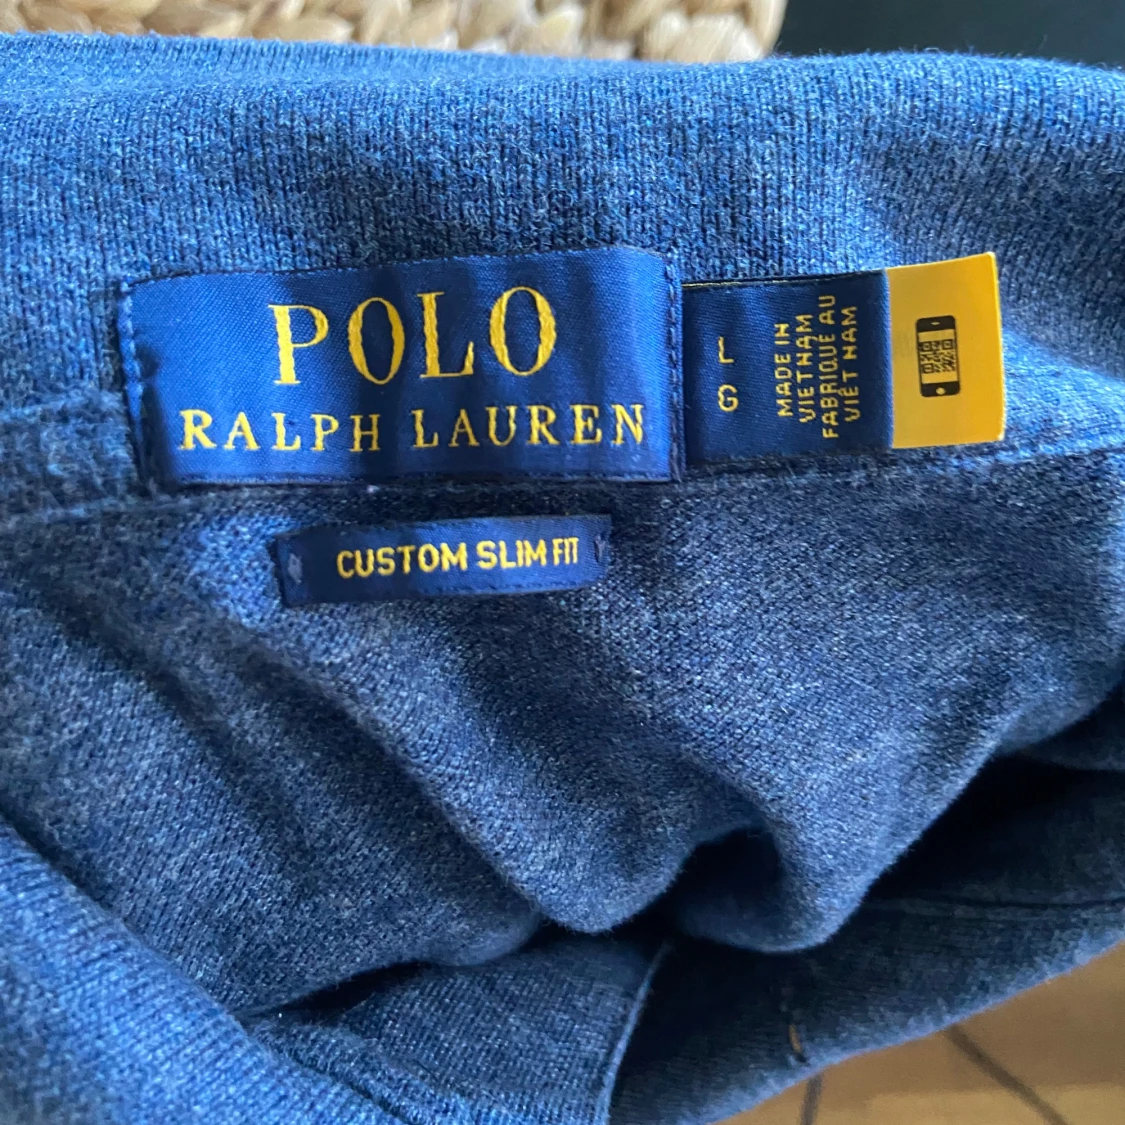 POLO
RALPH LAUREN
L
G
MADE IN
VIETNAM
FABRIQUÉ AU
VIÊT NAM
CUSTOM SLIM FIT